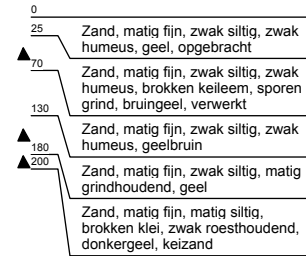 0
Zand, matig fijn, zwak siltig, zwak
humeus, geel, opgebracht
25
Zand, matig fijn, zwak siltig, zwak
humeus, brokken keileem, sporen
grind, bruingeel, verwerkt
70
Zand, matig fijn, zwak siltig, zwak
humeus, geelbruin
130
Zand, matig fijn, zwak siltig, matig
grindhoudend, geel
180
Zand, matig fijn, matig siltig,
brokken klei, zwak roesthoudend,
donkergeel, keizand
200